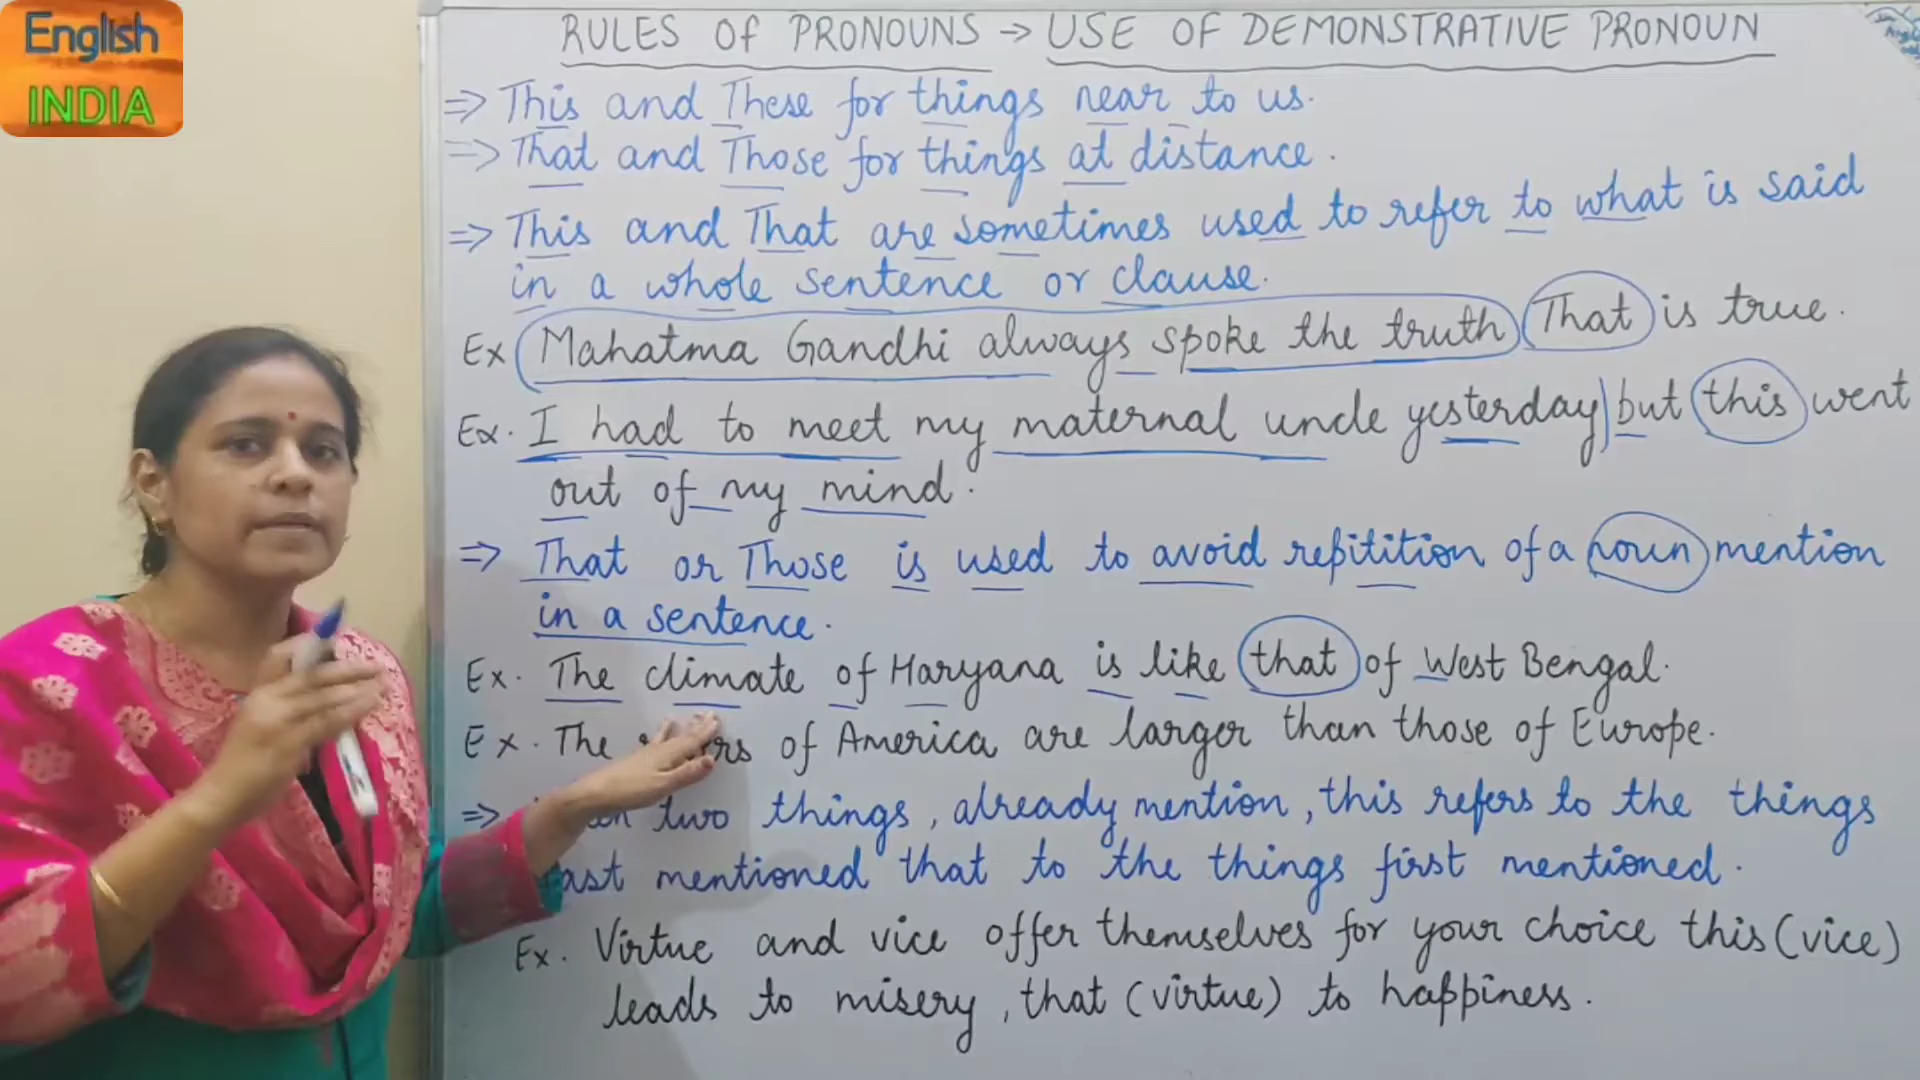 English
INDIA
RULES OF PRONOUNS → USE OF DEMONSTRATIVE PRONOUN
⇒ This and These for things near to us.
⇒ That and Those for things at distance.
⇒ This and That are sometimes used to refer to what is said
in a whole sentence or clause.
Ex Mahatma Gandhi always spoke the truth That is true.
Ex. I had to meet my maternal uncle yesterday but this went
out of my mind.
⇒ That or Those is used to avoid repitition of a noun mention
in a sentence.
Ex. The climate of Haryana is like that of West Bengal.
Ex. The of America are larger than those of Europe.
⇒ two things, already mention, this refers to the things
last mentioned that to the things first mentioned.
Ex. Virtue and vice offer themselves for your choice this (vice)
leads to misery, that (virtue) to happiness.